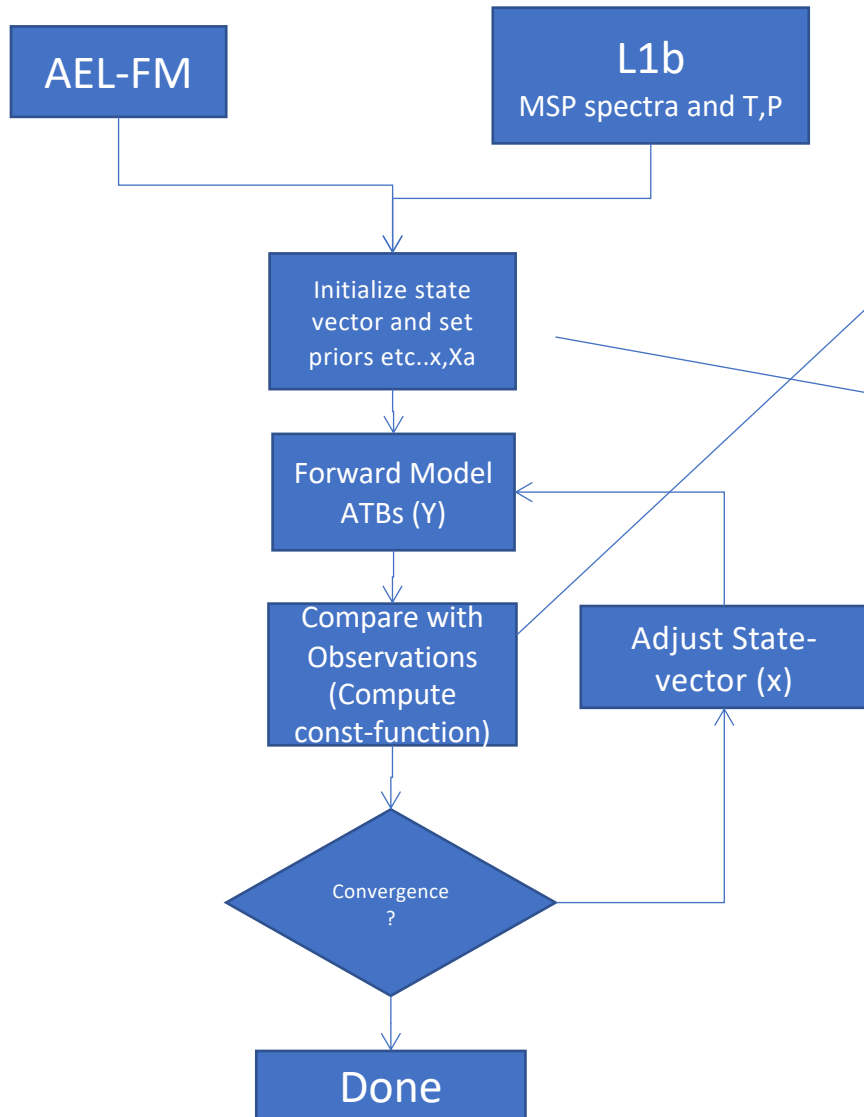 AEL-FM
L1b
MSP spectra and T,P
Initialize state
vector and set
priors etc..x,Xa
Forward Model
ATBs (Y)
Compare with
Observations
(Compute
const-function)
Adjust State-
vector (x)
Convergence
?
Done